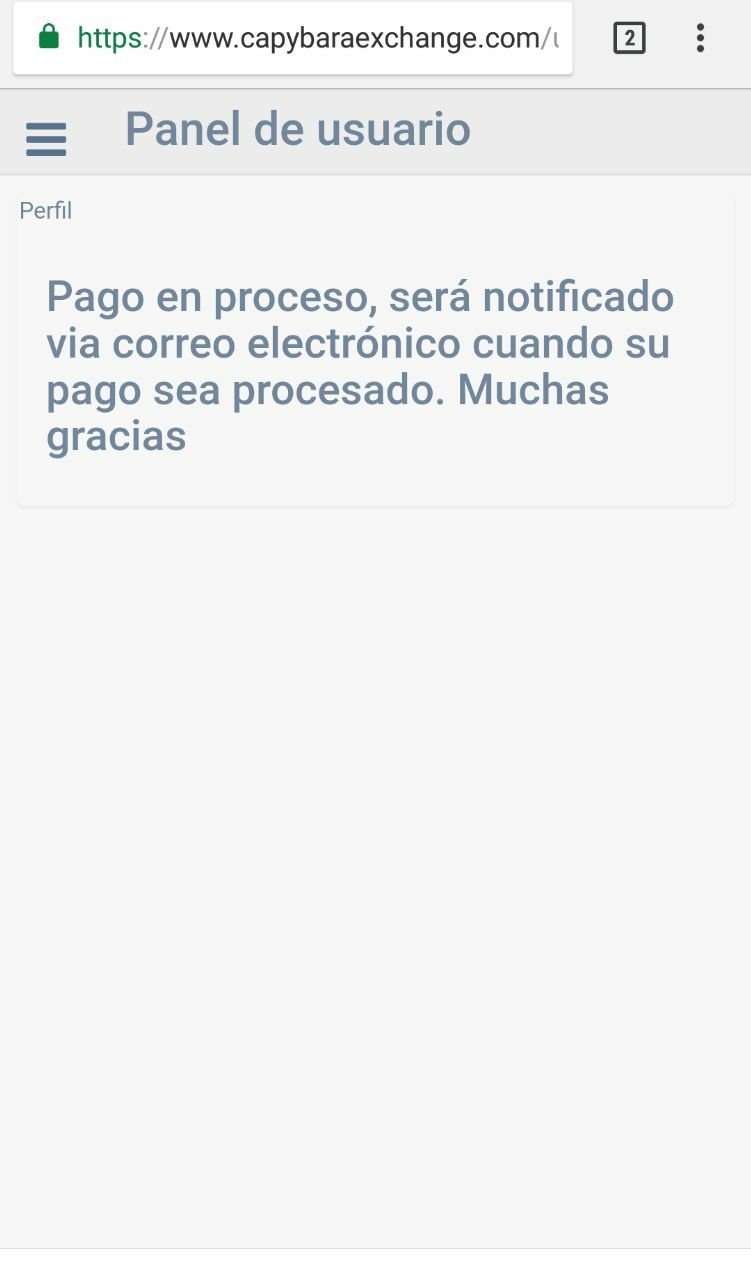 https://www.capybaraexchange.com/
2
Panel de usuario
Perfil
Pago en proceso, será notificado
via correo electrónico cuando su
pago sea procesado. Muchas
gracias